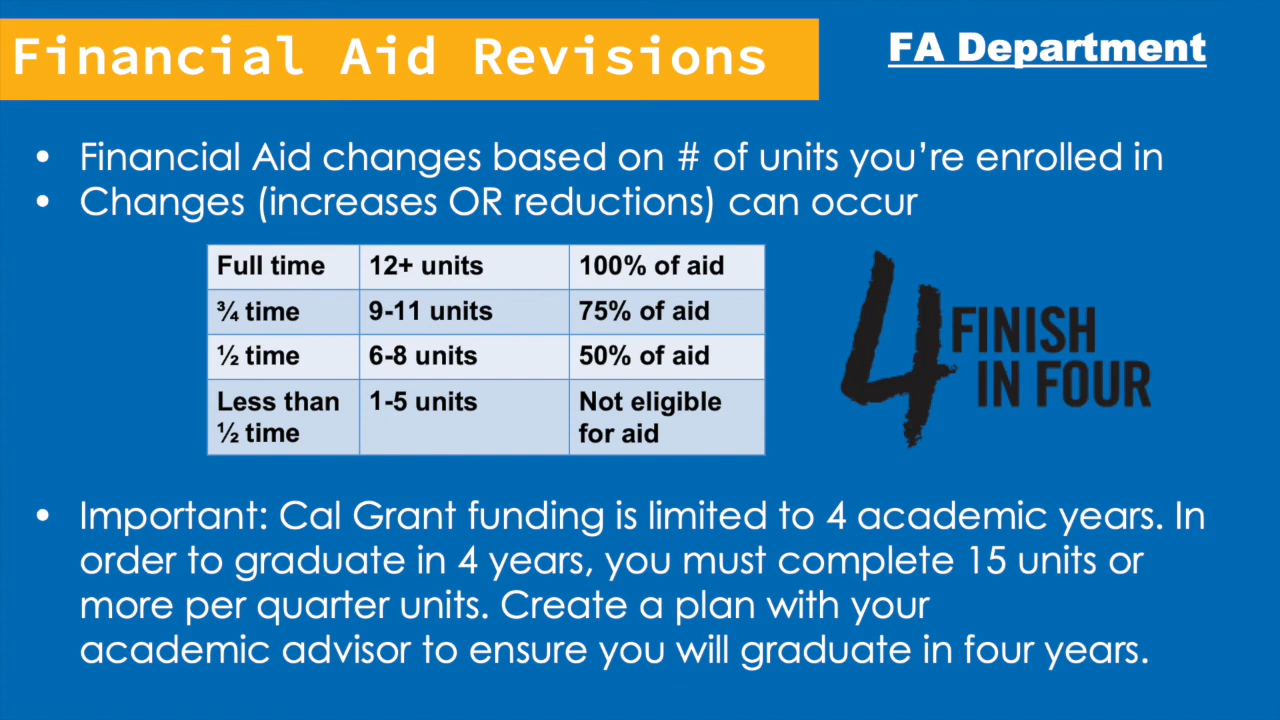 Financial Aid Revisions
FA Department
• Financial Aid changes based on # of units you’re enrolled in
• Changes (increases OR reductions) can occur
Full time 12+ units 100% of aid
¾ time 9-11 units 75% of aid
½ time 6-8 units 50% of aid
Less than 1-5 units Not eligible
½ time for aid
4 FINISH
IN FOUR
• Important: Cal Grant funding is limited to 4 academic years. In
order to graduate in 4 years, you must complete 15 units or
more per quarter units. Create a plan with your
academic advisor to ensure you will graduate in four years.